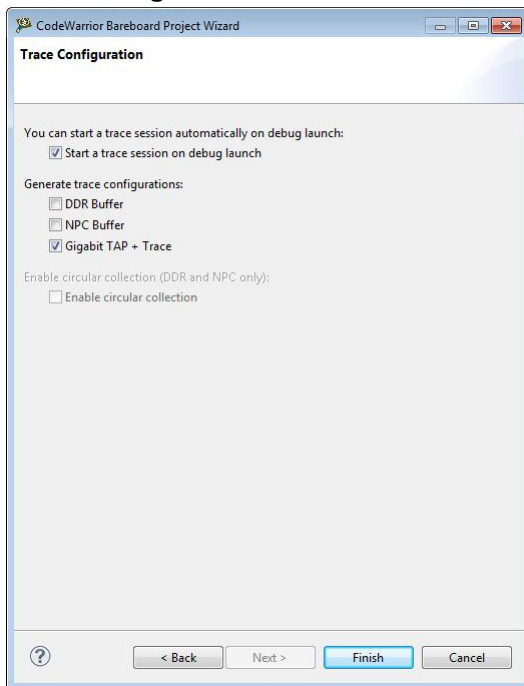 CodeWarrior Bareboard Project Wizard
Trace Configuration
You can start a trace session automatically on debug launch:
Start a trace session on debug launch
Generate trace configurations:
DDR Buffer
NPC Buffer
Gigabit TAP + Trace
Enable circular collection (DDR and NPC only):
Enable circular collection
? < Back Next > Finish Cancel